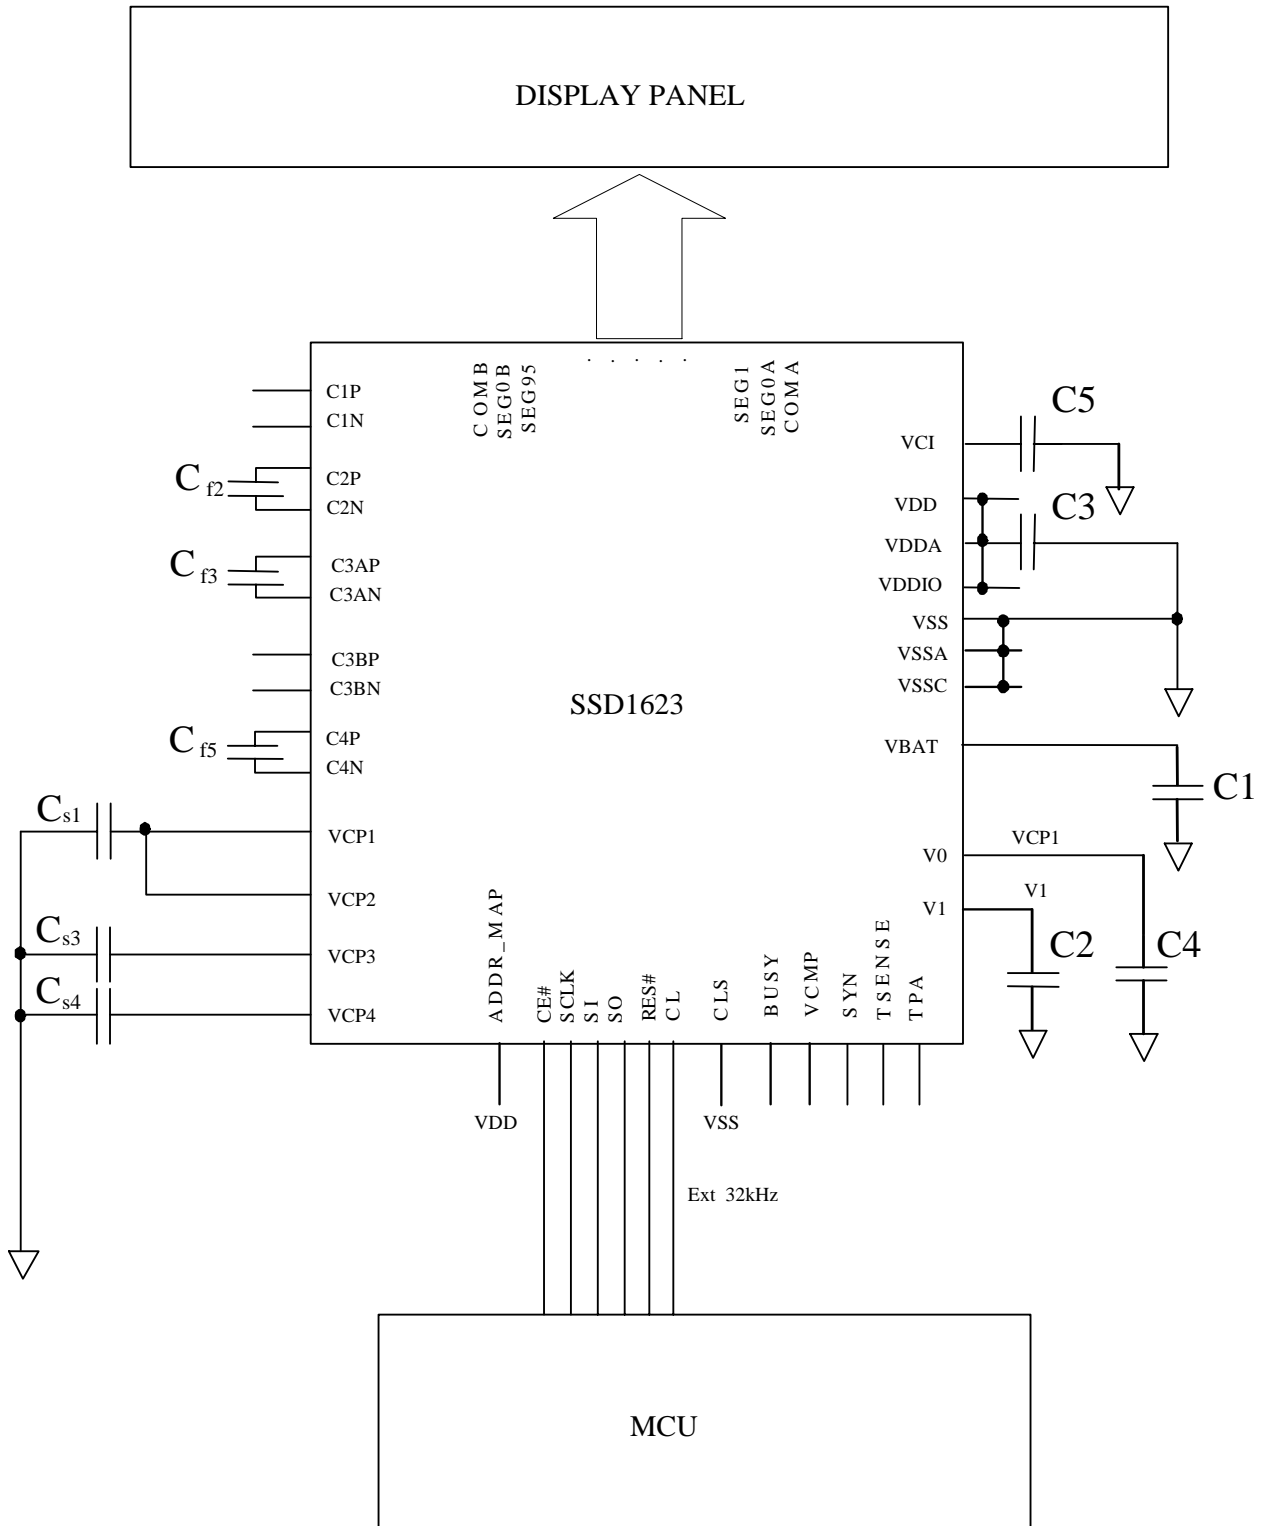 DISPLAY PANEL
COMB
SEG0B
SEG95
. . . . .
SEG1
SEG0A
COMA
C1P
C1N
C2P
C2N
C3AP
C3AN
C3BP
C3BN
C4P
C4N
VCP1
VCP2
VCP3
VCP4
Cf2
Cf3
Cf5
Cs1
Cs3
Cs4
SSD1623
VCI
VDD
VDDA
VDDIO
VSS
VSSA
VSSC
VBAT
V0
V1
C5
C3
C1
VCP1
V1
C2
C4
ADDR_MAP
CE#
SCLK
SI
SO
RES#
CL
CLS
BUSY
VCMP
SYN
TSENSE
TPA
VDD
VSS
Ext 32kHz
MCU